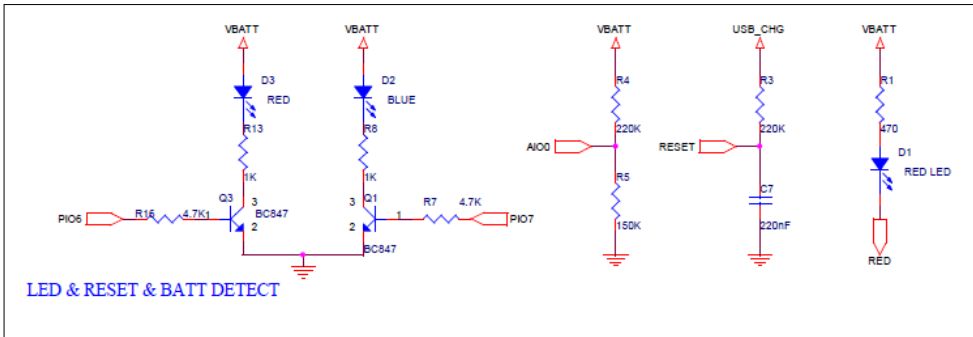 VBATT VBATT VBATT USB_CHG VBATT
D3 D2 R4 R3 R1
RED BLUE
R13 R8 220K 220K 470
AIO0 RESET D1
1K 1K R5 RED LED
Q3 3 3 Q1 C7
PIO6 R16 4.7K 1 BC847 1 R7 4.7K PIO7
2 2 150K 220nF
BC847
RED
LED & RESET & BATT DETECT